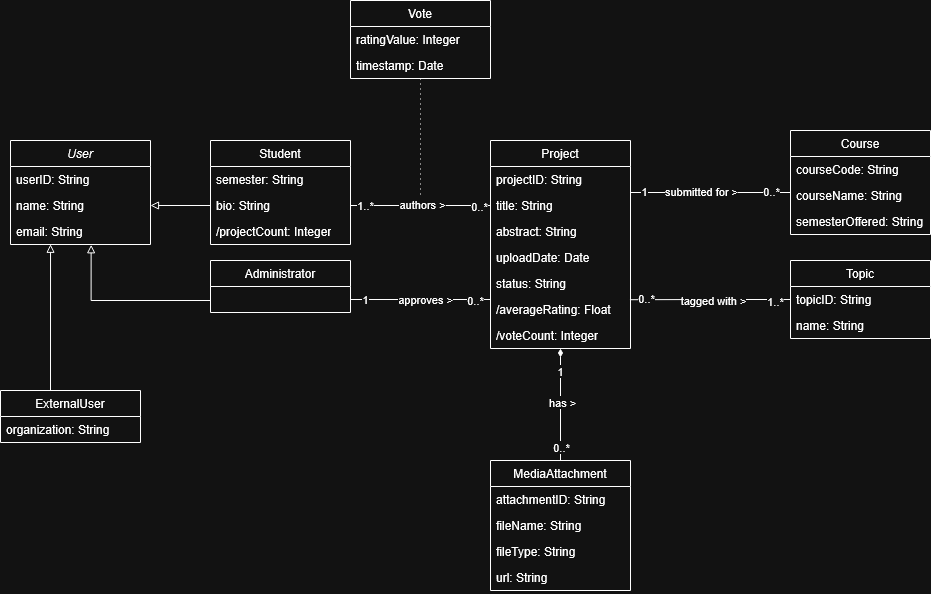 Vote
ratingValue: Integer
timestamp: Date
User
userID: String
name: String
email: String
Student
semester: String
bio: String
/projectCount: Integer
1..*
authors >
0..*
Administrator
1
approves >
0..*
Project
projectID: String
title: String
abstract: String
uploadDate: Date
status: String
/averageRating: Float
/voteCount: Integer
1
submitted for >
0..*
Course
courseCode: String
courseName: String
semesterOffered: String
0..*
tagged with >
1..*
Topic
topicID: String
name: String
1
has >
0..*
ExternalUser
organization: String
MediaAttachment
attachmentID: String
fileName: String
fileType: String
url: String